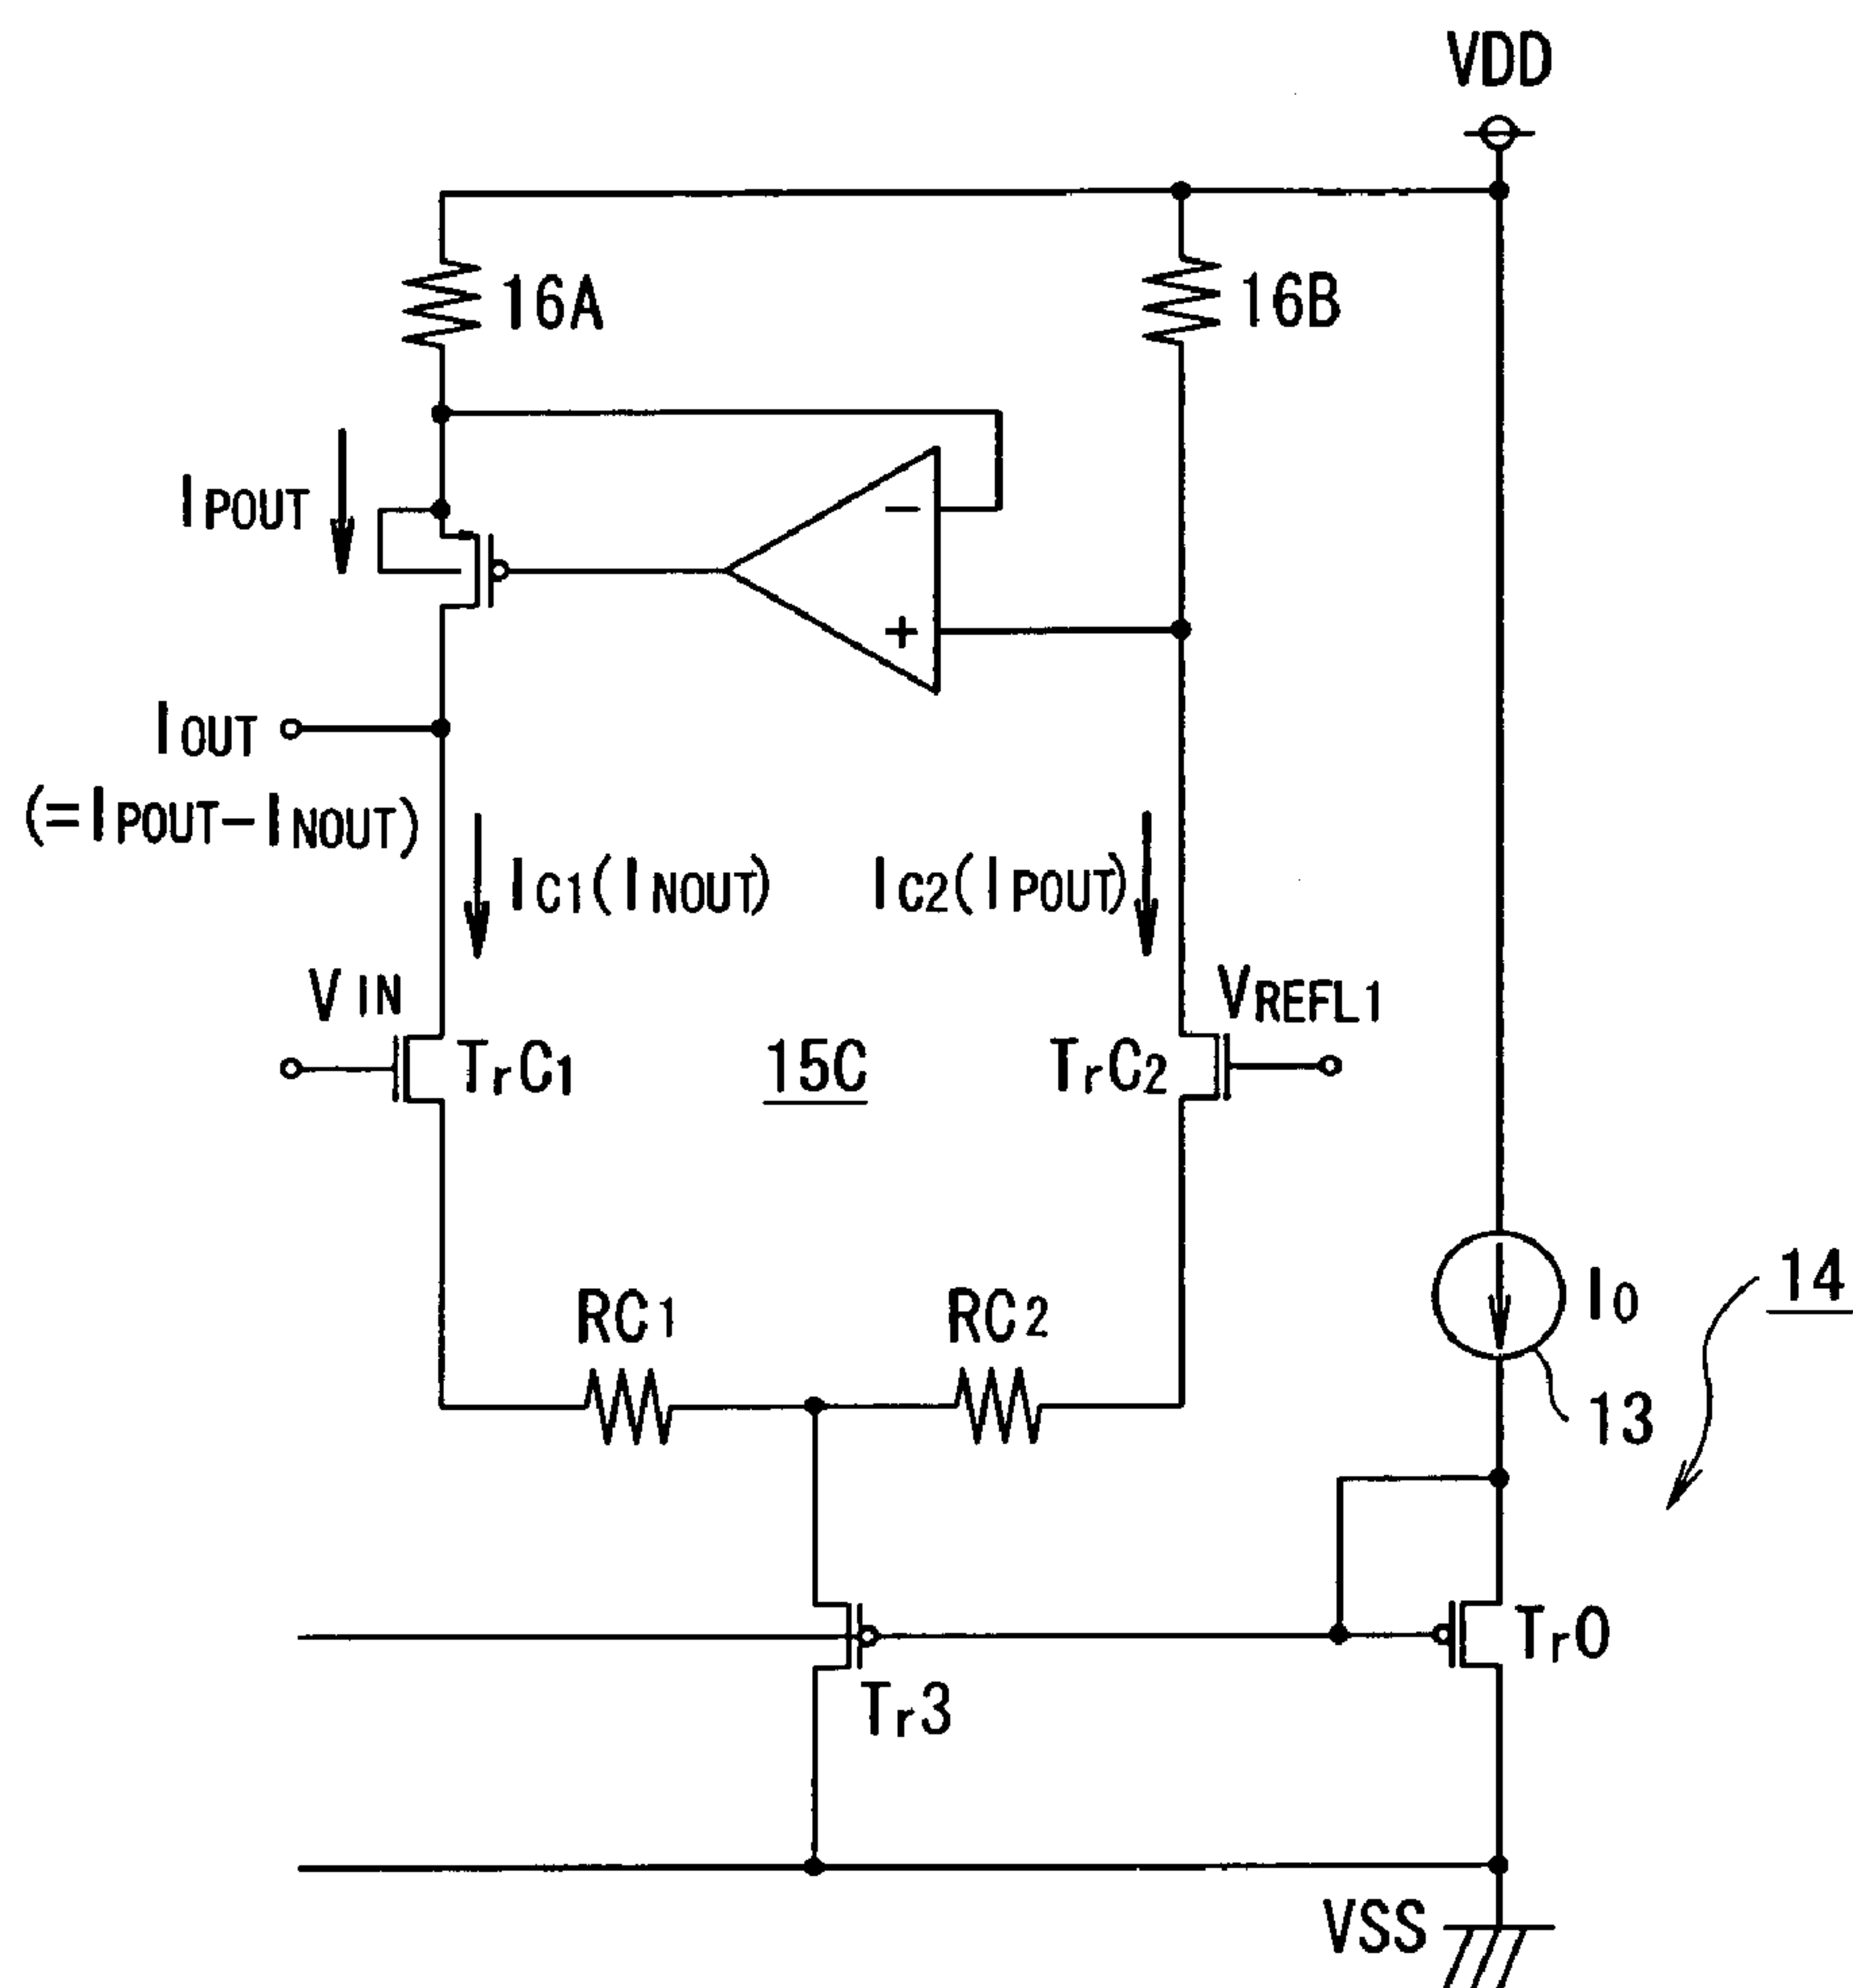 VDD
16A
16B
IPOUT
−
+
IOUT
(=IPOUT−INOUT)
IC1(INOUT)
IC2(IPOUT)
VIN
VREFL1
TrC1
15C
TrC2
RC1
RC2
I0
14
13
Tr0
Tr3
VSS